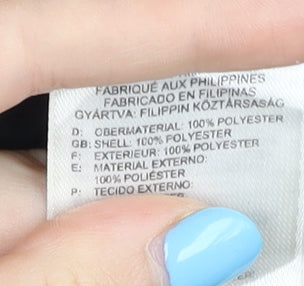 FABRIQUÉ AUX PHILIPPINES
FABRICADO EN FILIPINAS
GYÁRTVA: FILIPPIN KÖZTÁRSASÁG
D: OBERMATERIAL: 100% POLYESTER
GB: SHELL: 100% POLYESTER
F: EXTERIEUR: 100% POLYESTER
E: MATERIAL EXTERNO:
100% POLIÉSTER
P: TECIDO EXTERNO: